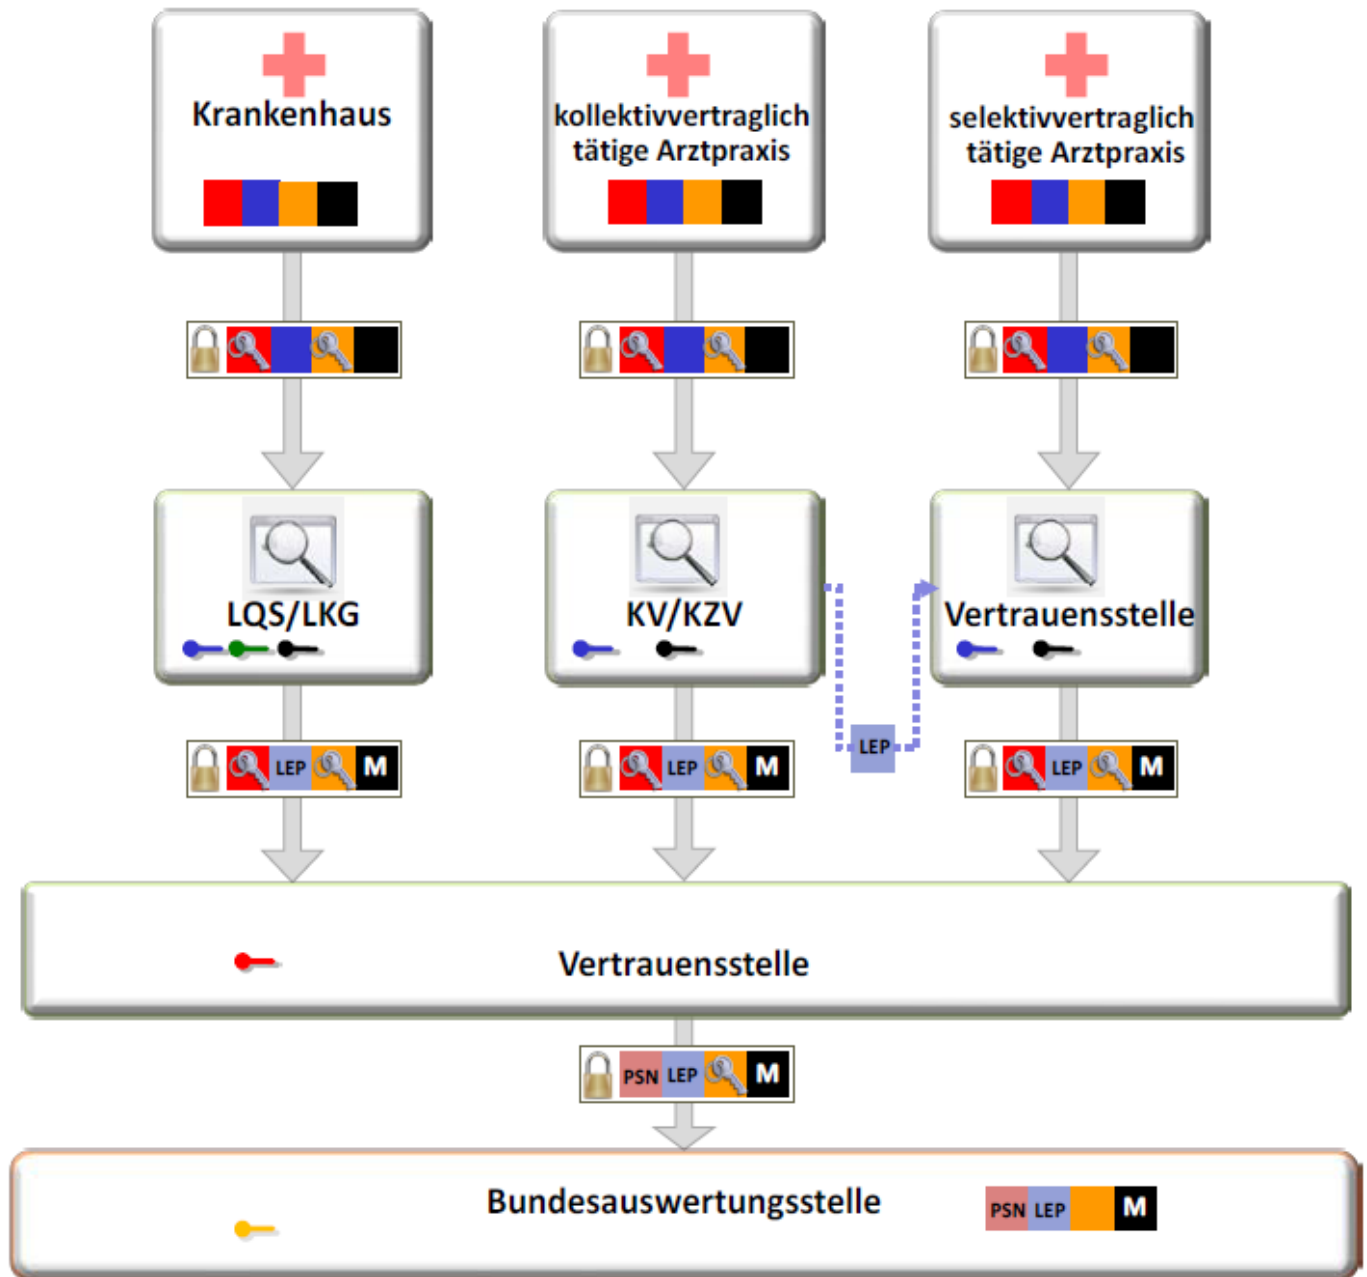 Krankenhaus
kollektivvertraglich
tätige Arztpraxis
selektivvertraglich
tätige Arztpraxis
LQS/LKG
KV/KZV
Vertrauensstelle
LEP
LEP M
LEP M
LEP M
Vertrauensstelle
PSN LEP M
Bundesauswertungsstelle
PSN LEP M